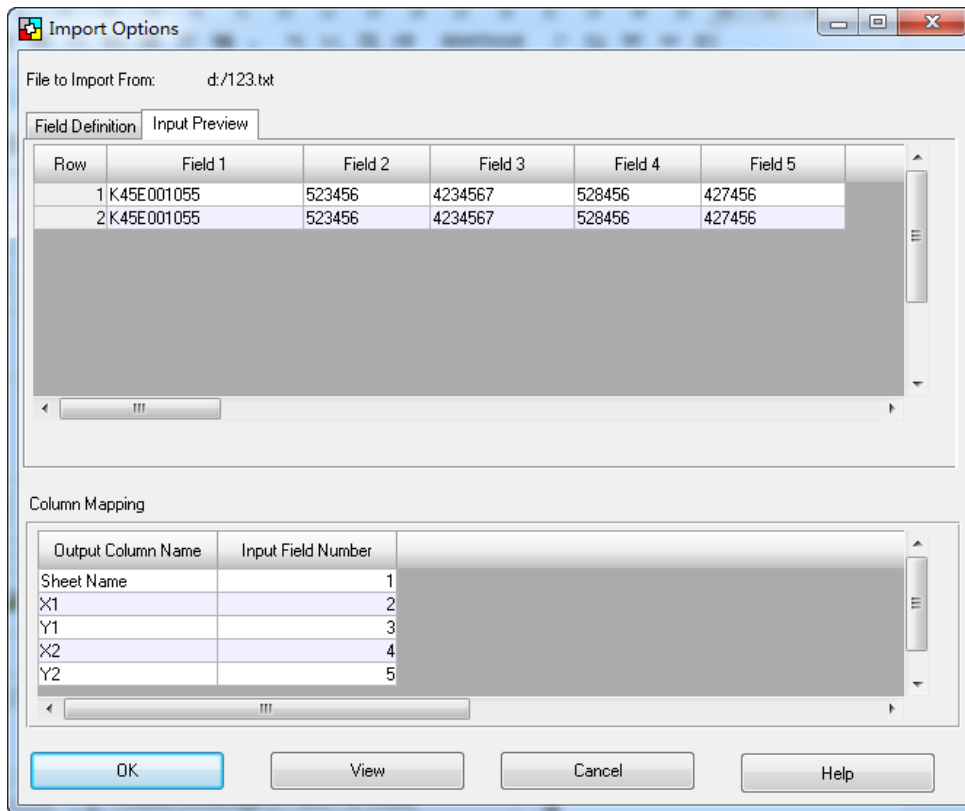 Import Options
File to Import From: d:/123.txt
Field Definition Input Preview
Row Field 1 Field 2 Field 3 Field 4 Field 5
1 K45E001055 523456 4234567 528456 427456
2 K45E001055 523456 4234567 528456 427456
Column Mapping
Output Column Name Input Field Number
Sheet Name 1
X1 2
Y1 3
X2 4
Y2 5
OK View Cancel Help